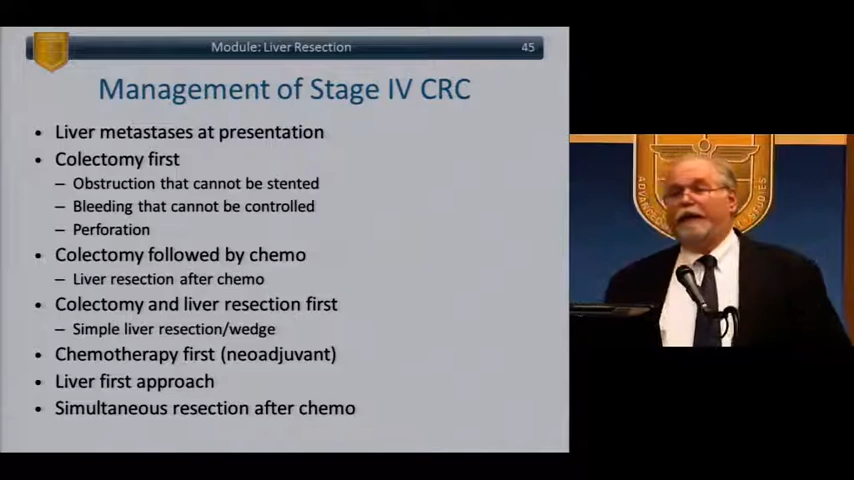 Module: Liver Resection 45
Management of Stage IV CRC
• Liver metastases at presentation
• Colectomy first
– Obstruction that cannot be stented
– Bleeding that cannot be controlled
– Perforation
• Colectomy followed by chemo
– Liver resection after chemo
• Colectomy and liver resection first
– Simple liver resection/wedge
• Chemotherapy first (neoadjuvant)
• Liver first approach
• Simultaneous resection after chemo
ADVANCED
STUDIES